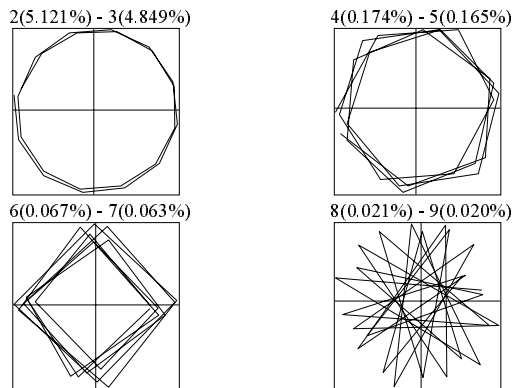 2(5.121%) - 3(4.849%)
4(0.174%) - 5(0.165%)
6(0.067%) - 7(0.063%)
8(0.021%) - 9(0.020%)